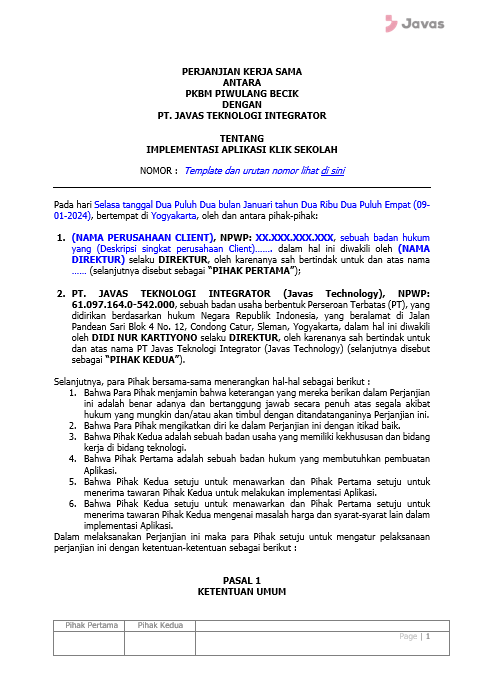 Javas
PERJANJIAN KERJA SAMA
ANTARA
PKBM PIWULANG BECIK
DENGAN
PT. JAVAS TEKNOLOGI INTEGRATOR
TENTANG
IMPLEMENTASI APLIKASI KLIK SEKOLAH
NOMOR : Template dan urutan nomor lihat di sini
Pada hari Selasa tanggal Dua Puluh Dua bulan Januari tahun Dua Ribu Dua Puluh Empat (09-
01-2024), bertempat di Yogyakarta, oleh dan antara pihak-pihak:
1. (NAMA PERUSAHAAN CLIENT), NPWP: XX.XXX.XXX.XXX, sebuah badan hukum
yang (Deskripsi singkat perusahaan Client)....... dalam hal ini diwakili oleh (NAMA
DIREKTUR) selaku DIREKTUR, oleh karenanya sah bertindak untuk dan atas nama
...... (selanjutnya disebut sebagai "PIHAK PERTAMA");
2. PT. JAVAS TEKNOLOGI INTEGRATOR (Javas Technology), NPWP:
61.097.164.0-542.000, sebuah badan usaha berbentuk Perseroan Terbatas (PT), yang
didirikan berdasarkan hukum Negara Republik Indonesia, yang beralamat di Jalan
Pandean Sari Blok 4 No. 12, Condong Catur, Sleman, Yogyakarta, dalam hal ini diwakili
oleh DIDI NUR KARTIYONO selaku DIREKTUR, oleh karenanya sah bertindak untuk
dan atas nama PT Javas Teknologi Integrator (Javas Technology) (selanjutnya disebut
sebagai "PIHAK KEDUA").
Selanjutnya, para Pihak bersama-sama menerangkan hal-hal sebagai berikut :
1. Bahwa Para Pihak menjamin bahwa keterangan yang mereka berikan dalam Perjanjian
ini adalah benar adanya dan bertanggung jawab secara penuh atas segala akibat
hukum yang mungkin dan/atau akan timbul dengan ditandatanganinya Perjanjian ini.
2. Bahwa Para Pihak mengikatkan diri ke dalam Perjanjian ini dengan itikad baik.
3. Bahwa Pihak Kedua adalah sebuah badan usaha yang memiliki kekhususan dan bidang
kerja di bidang teknologi.
4. Bahwa Pihak Pertama adalah sebuah badan hukum yang membutuhkan pembuatan
Aplikasi.
5. Bahwa Pihak Kedua setuju untuk menawarkan dan Pihak Pertama setuju untuk
menerima tawaran Pihak Kedua untuk melakukan implementasi Aplikasi.
6. Bahwa Pihak Kedua setuju untuk menawarkan dan Pihak Pertama setuju untuk
menerima tawaran Pihak Kedua mengenai masalah harga dan syarat-syarat lain dalam
implementasi Aplikasi.
Dalam melaksanakan Perjanjian ini maka para Pihak setuju untuk mengatur pelaksanaan
perjanjian ini dengan ketentuan-ketentuan sebagai berikut :
PASAL 1
KETENTUAN UMUM
Pihak Pertama Pihak Kedua
Page | 1